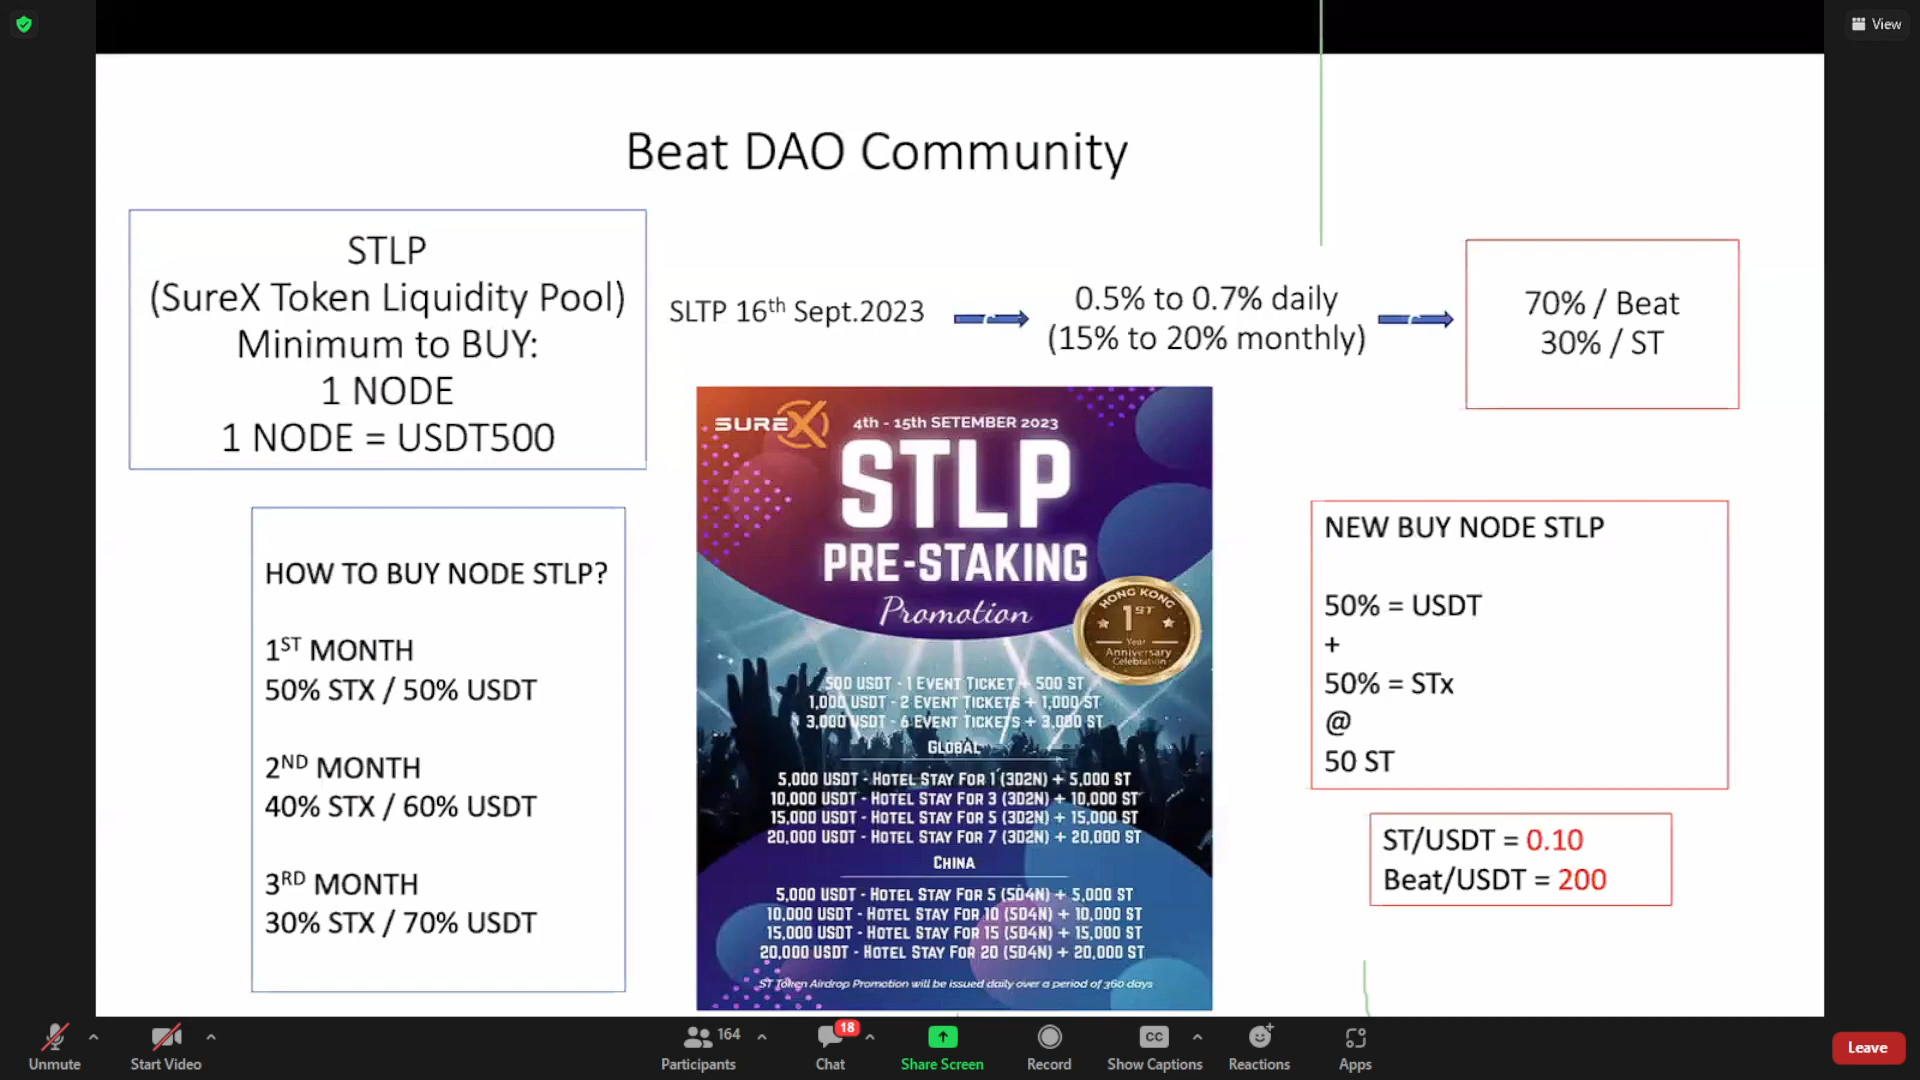 View
Beat DAO Community
STLP
(SureX Token Liquidity Pool)
Minimum to BUY:
1 NODE
1 NODE = USDT500
SLTP 16th Sept.2023
0.5% to 0.7% daily
(15% to 20% monthly)
70% / Beat
30% / ST
HOW TO BUY NODE STLP?
1ST MONTH
50% STX / 50% USDT
2ND MONTH
40% STX / 60% USDT
3RD MONTH
30% STX / 70% USDT
SUREX
4th - 15th SETEMBER 2023
STLP
PRE-STAKING
Promotion
HONG KONG
1ST
Year
Anniversary
Celebration
500 USDT - 1 EVENT TICKET + 500 ST
1,000 USDT - 2 EVENT TICKETS + 1,000 ST
3,000 USDT - 6 EVENT TICKETS + 3,000 ST
GLOBAL
5,000 USDT - HOTEL STAY FOR 1 (3D2N) + 5,000 ST
10,000 USDT - HOTEL STAY FOR 3 (3D2N) + 10,000 ST
15,000 USDT - HOTEL STAY FOR 5 (3D2N) + 15,000 ST
20,000 USDT - HOTEL STAY FOR 7 (3D2N) + 20,000 ST
CHINA
5,000 USDT - HOTEL STAY FOR 5 (5D4N) + 5,000 ST
10,000 USDT - HOTEL STAY FOR 10 (5D4N) + 10,000 ST
15,000 USDT - HOTEL STAY FOR 15 (5D4N) + 15,000 ST
20,000 USDT - HOTEL STAY FOR 20 (5D4N) + 20,000 ST
ST Token Airdrop Promotion will be issued daily over a period of 360 days
NEW BUY NODE STLP
50% = USDT
+
50% = STx
@
50 ST
ST/USDT = 0.10
Beat/USDT = 200
Unmute
Start Video
164
Participants
18
Chat
Share Screen
Record
CC
Show Captions
Reactions
Apps
Leave